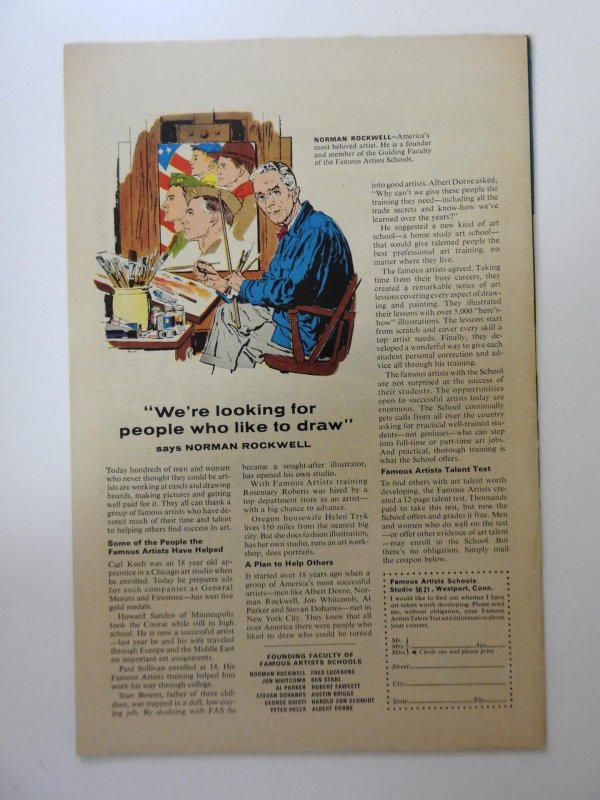 NORMAN ROCKWELL—America's
most beloved artist. He is a founder
and member of the Guiding Faculty
of the Famous Artists Schools.
"We're looking for
people who like to draw"
says NORMAN ROCKWELL
Today hundreds of men and women
who never thought they could be art-
ists are working at easels and drawing
boards, making pictures and getting
well paid for it. They all can thank a
group of famous artists who have de-
voted much of their time and talent
to helping others find success in art.
Some of the People the
Famous Artists Have Helped
Carl Koch was an 18 year old ap-
prentice in a Chicago art studio when
he enrolled. Today he prepares ads
for such companies as General
Motors and Firestone—has won five
gold medals.
Howard Sanden of Minneapolis
took the Course while still in high
school. He is now a successful artist
—last year he and his wife traveled
through Europe and the Middle East
on important art assignments.
Paul Sullivan enrolled at 14. His
Famous Artists training helped him
work his way through college.
Stan Bowen, father of three chil-
dren, was trapped in a dull, low-pay-
ing job. By studying with FAS he
became a sought-after illustrator,
has opened his own studio.
With Famous Artists training
Rosemary Roberts was hired by a
top department store as an artist—
with a big chance to advance.
Oregon housewife Helen Tryk
lives 150 miles from the nearest big
city. But she does fashion illustration,
has her own studio, runs an art work-
shop, does portraits.
A Plan to Help Others
It started over 18 years ago when a
group of America's most successful
artists—men like Albert Dorne, Nor-
man Rockwell, Jon Whitcomb, Al
Parker and Stevan Dohanos—met in
New York City. They knew that all
over America there were people who
liked to draw who could be turned
into good artists. Albert Dorne asked,
"Why can't we give these people the
training they need—including all the
trade secrets and know-how we've
learned over the years?"
He suggested a new kind of art
school—a home study art school—
that would give talented people the
best professional art training, no
matter where they live.
The famous artists agreed. Taking
time from their busy careers, they
created a remarkable series of art
lessons covering every aspect of draw-
ing and painting. They illustrated
their lessons with over 5,000 "here's-
how" illustrations. The lessons start
from scratch and cover every skill a
top artist needs. Finally, they de-
veloped a wonderful way to give each
student personal correction and ad-
vice all through his training.
The famous artists with the School
are not surprised at the success of
their students. The opportunities
open to successful artists today are
enormous. The School continually
gets calls from all over the country
asking for practical well-trained stu-
dents—not geniuses—who can step
into full-time or part-time art jobs.
And practical, thorough training is
what the School offers.
Famous Artists Talent Test
To find others with art talent worth
developing, the Famous Artists cre-
ated a 12-page talent test. Thousands
paid to take this test, but now the
School offers and grades it free. Men
and women who do well on the test
—or offer other evidence of art talent
—may enroll in the School. But
there's no obligation. Simply mail
the coupon below.
FOUNDING FACULTY OF
FAMOUS ARTISTS SCHOOLS
NORMAN ROCKWELL FRED LUDEKENS
JON WHITCOMB BEN STAHL
AL PARKER ROBERT FAWCETT
STEVAN DOHANOS AUSTIN BRIGGS
GEORGE GIUSTI HAROLD VON SCHMIDT
PETER HELCK ALBERT DORNE
Famous Artists Schools
Studio 5621, Westport, Conn.
I would like to find out whether I have
art talent worth developing. Please send
me, without obligation, your Famous
Artists Talent Test and information about
your courses.
Mr.
Mrs. Age
Miss Circle one and please print
Street
City
State Zip